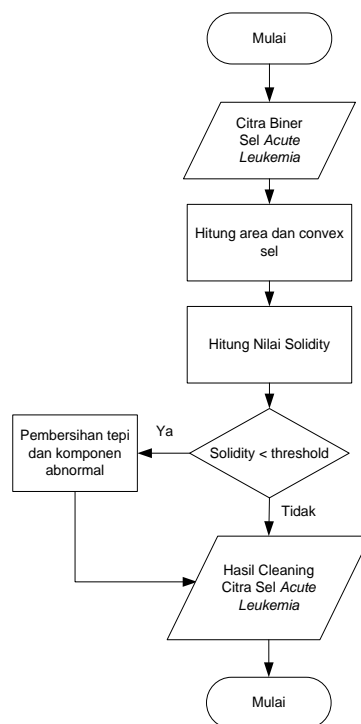 Mulai
Citra Biner
Sel Acute
Leukemia
Hitung area dan convex
sel
Hitung Nilai Solidity
Solidity < threshold
Ya
Pembersihan tepi
dan komponen
abnormal
Tidak
Hasil Cleaning
Citra Sel Acute
Leukemia
Mulai